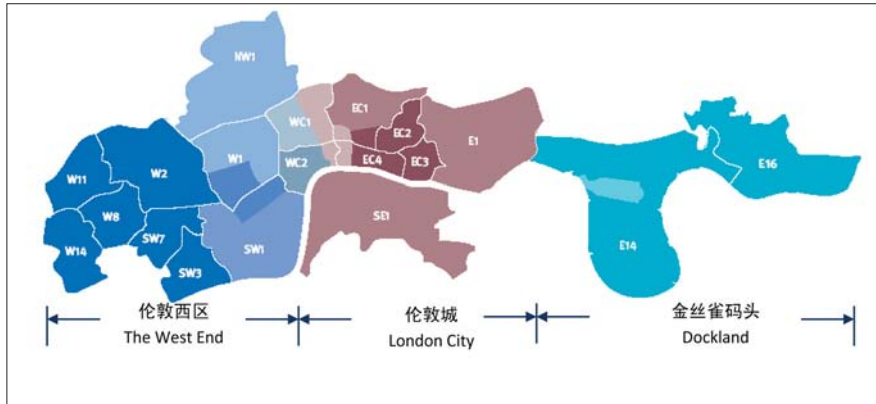 NW1
WC1
EC1
EC2
E1
W1
WC2
EC4
EC3
E16
W11
W2
W8
SE1
W14
SW7
SW1
E14
SW3
伦敦西区
The West End
伦敦城
London City
金丝雀码头
Dockland